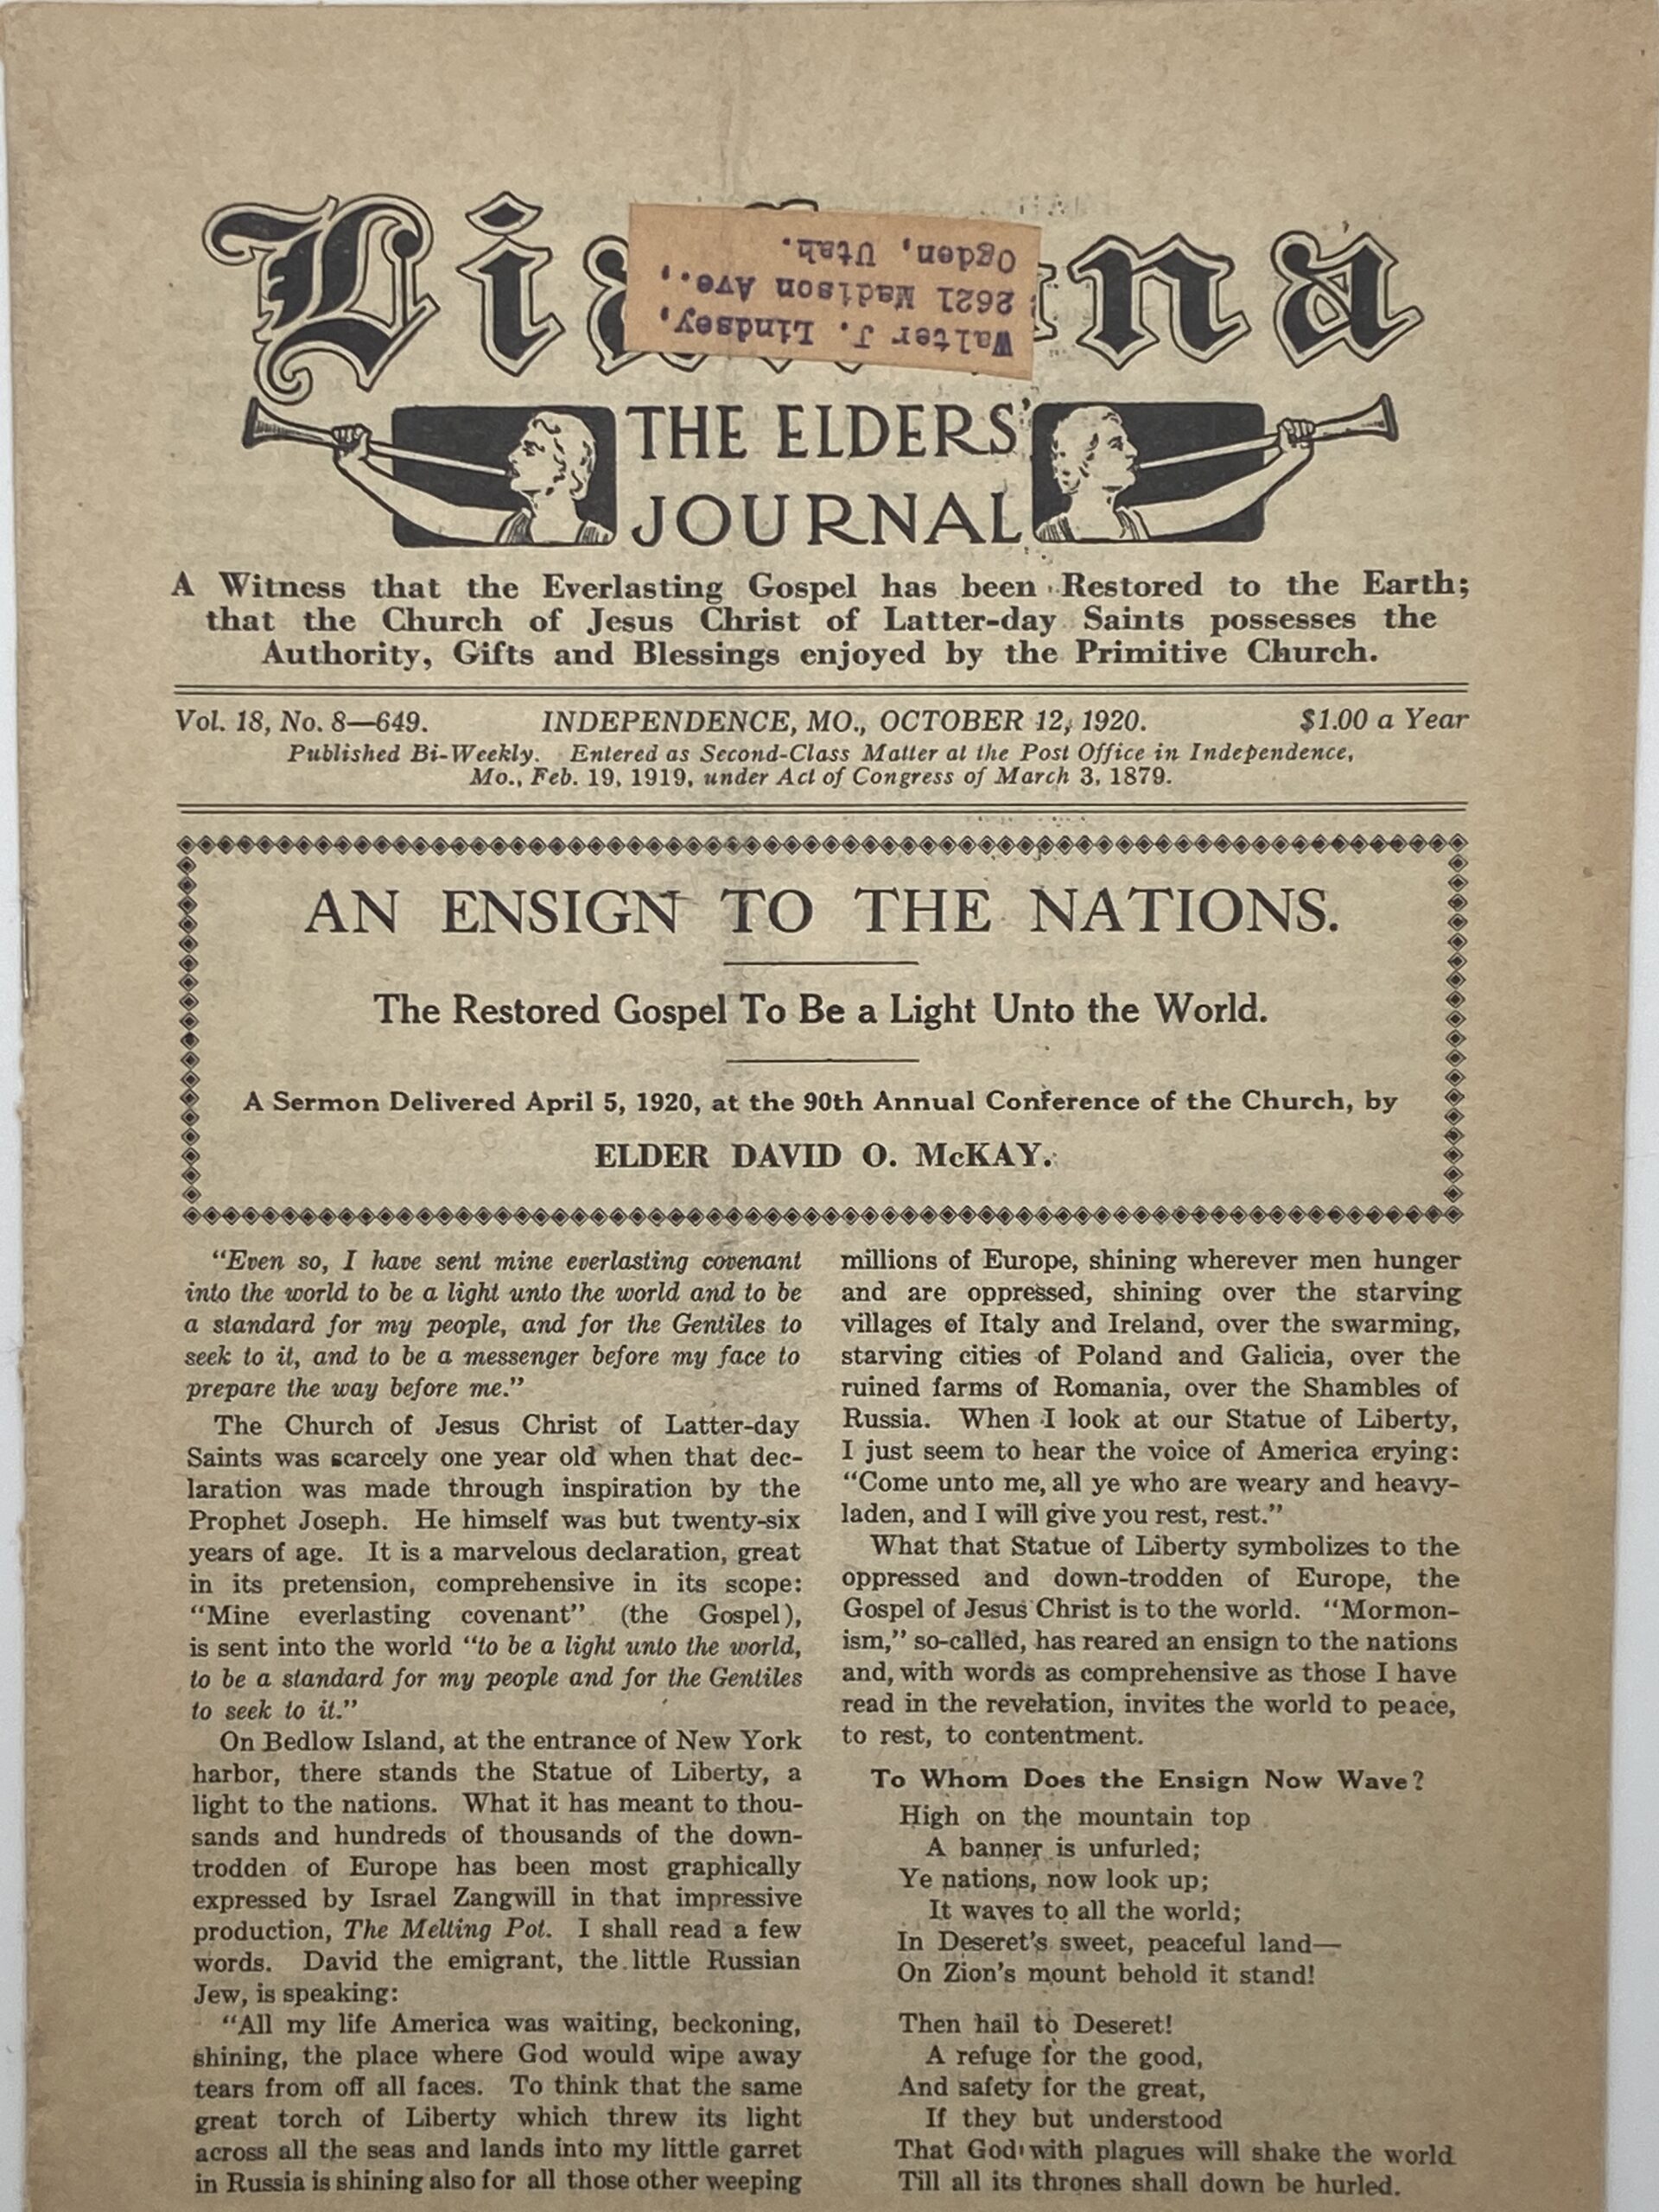 Liahona
Walter J. Lindsey,
2621 Madison Ave.,
Ogden, Utah.
THE ELDERS'
JOURNAL
A Witness that the Everlasting Gospel has been Restored to the Earth;
that the Church of Jesus Christ of Latter-day Saints possesses the
Authority, Gifts and Blessings enjoyed by the Primitive Church.
Vol. 18, No. 8—649. INDEPENDENCE, MO., OCTOBER 12, 1920. $1.00 a Year
Published Bi-Weekly. Entered as Second-Class Matter at the Post Office in Independence,
Mo., Feb. 19, 1919, under Act of Congress of March 3, 1879.
AN ENSIGN TO THE NATIONS.
The Restored Gospel To Be a Light Unto the World.
A Sermon Delivered April 5, 1920, at the 90th Annual Conference of the Church, by
ELDER DAVID O. McKAY.
“Even so, I have sent mine everlasting covenant
into the world to be a light unto the world and to be
a standard for my people, and for the Gentiles to
seek to it, and to be a messenger before my face to
prepare the way before me.”
The Church of Jesus Christ of Latter-day
Saints was scarcely one year old when that dec-
laration was made through inspiration by the
Prophet Joseph. He himself was but twenty-six
years of age. It is a marvelous declaration, great
in its pretension, comprehensive in its scope:
“Mine everlasting covenant” (the Gospel),
is sent into the world “to be a light unto the world,
to be a standard for my people and for the Gentiles
to seek to it.”
On Bedlow Island, at the entrance of New York
harbor, there stands the Statue of Liberty, a
light to the nations. What it has meant to thou-
sands and hundreds of thousands of the down-
trodden of Europe has been most graphically
expressed by Israel Zangwill in that impressive
production, The Melting Pot. I shall read a few
words. David the emigrant, the little Russian
Jew, is speaking:
“All my life America was waiting, beckoning,
shining, the place where God would wipe away
tears from off all faces. To think that the same
great torch of Liberty which threw its light
across all the seas and lands into my little garret
in Russia is shining also for all those other weeping
millions of Europe, shining wherever men hunger
and are oppressed, shining over the starving
villages of Italy and Ireland, over the swarming,
starving cities of Poland and Galicia, over the
ruined farms of Romania, over the Shambles of
Russia. When I look at our Statue of Liberty,
I just seem to hear the voice of America crying:
“Come unto me, all ye who are weary and heavy-
laden, and I will give you rest, rest.”
What that Statue of Liberty symbolizes to the
oppressed and down-trodden of Europe, the
Gospel of Jesus Christ is to the world. “Mormon-
ism,” so-called, has reared an ensign to the nations
and, with words as comprehensive as those I have
read in the revelation, invites the world to peace,
to rest, to contentment.
To Whom Does the Ensign Now Wave?
High on the mountain top
A banner is unfurled;
Ye nations, now look up;
It waves to all the world;
In Deseret's sweet, peaceful land—
On Zion's mount behold it stand!
Then hail to Deseret!
A refuge for the good,
And safety for the great,
If they but understood
That God with plagues will shake the world
Till all its thrones shall down be hurled.